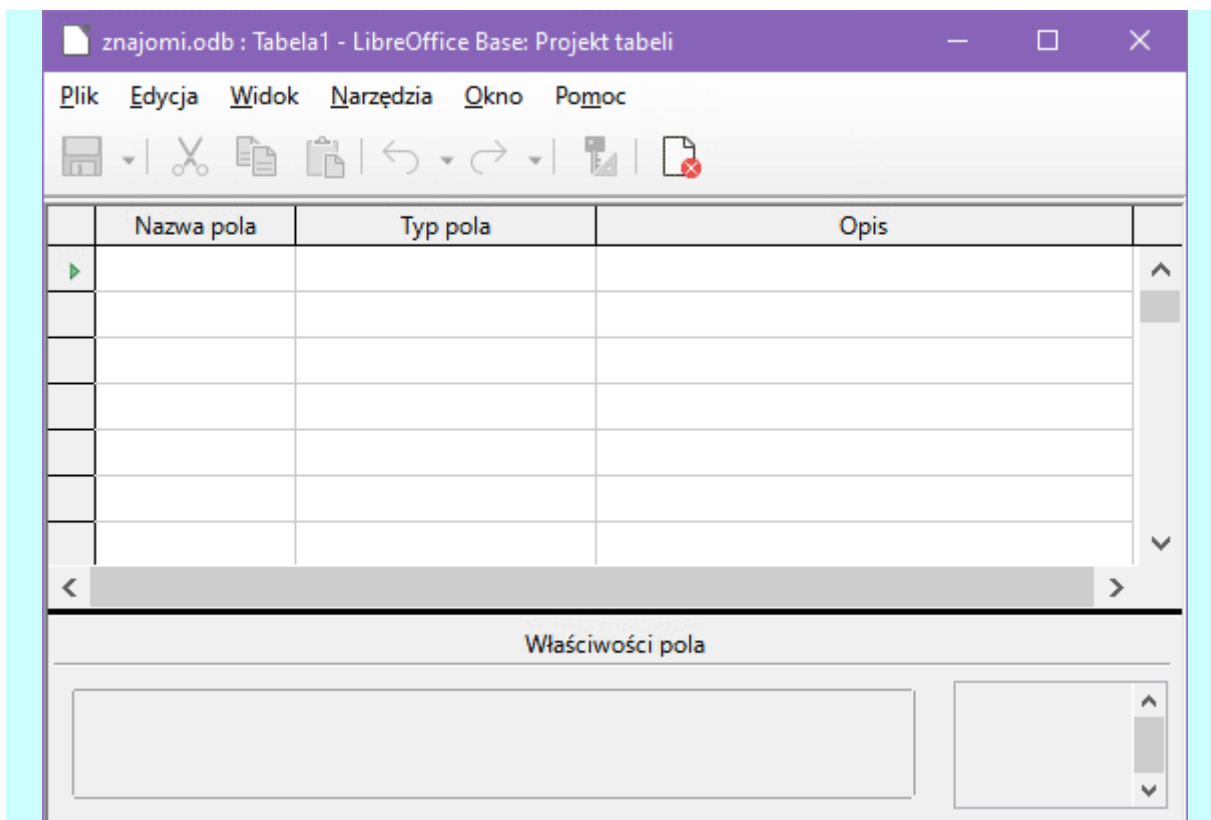 znajomi.odb : Tabela1 - LibreOffice Base: Projekt tabeli
Plik Edycja Widok Narzędzia Okno Pomoc
Nazwa pola Typ pola Opis
Właściwości pola